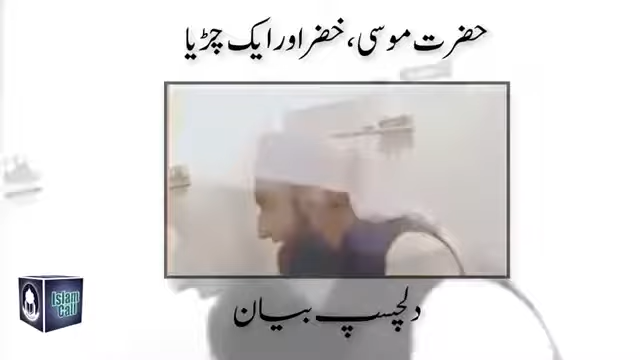 حضرت موسی، خضر اور ایک چڑیا
Islam
Call
دلچسپ بیان